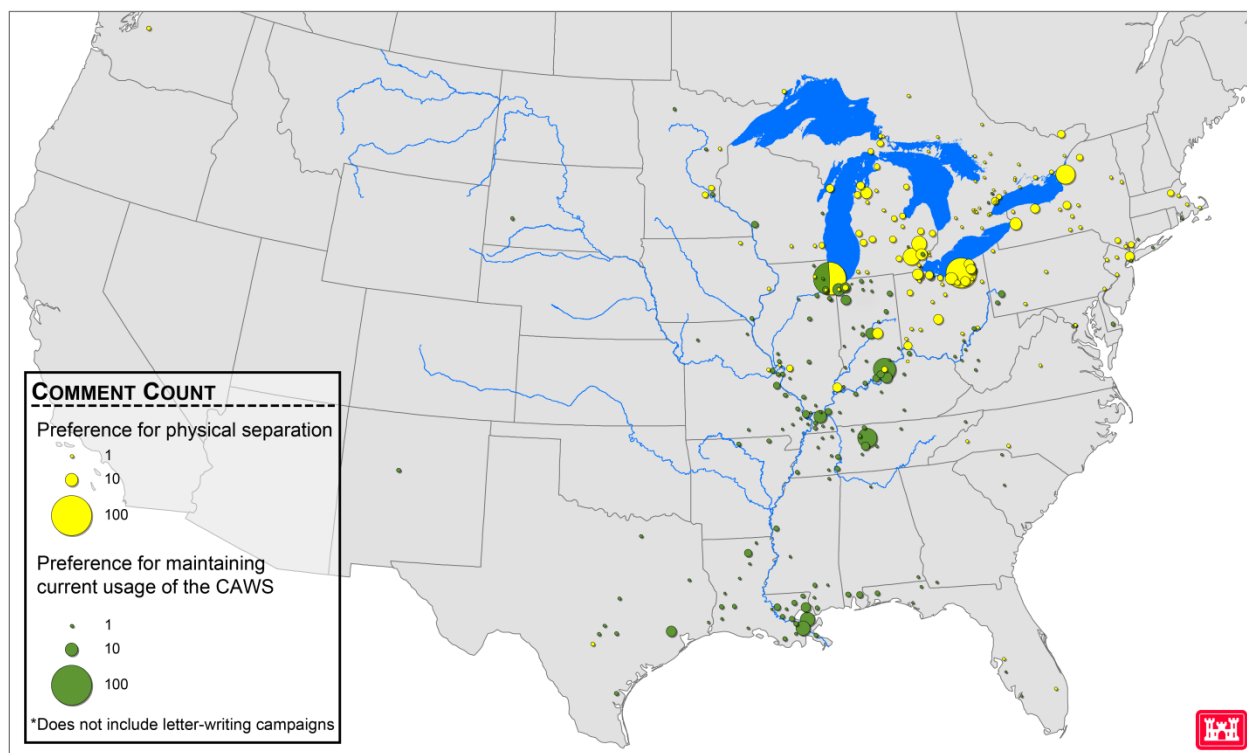 COMMENT COUNT
Preference for physical separation
1
10
100
Preference for maintaining
current usage of the CAWS
1
10
100
*Does not include letter-writing campaigns